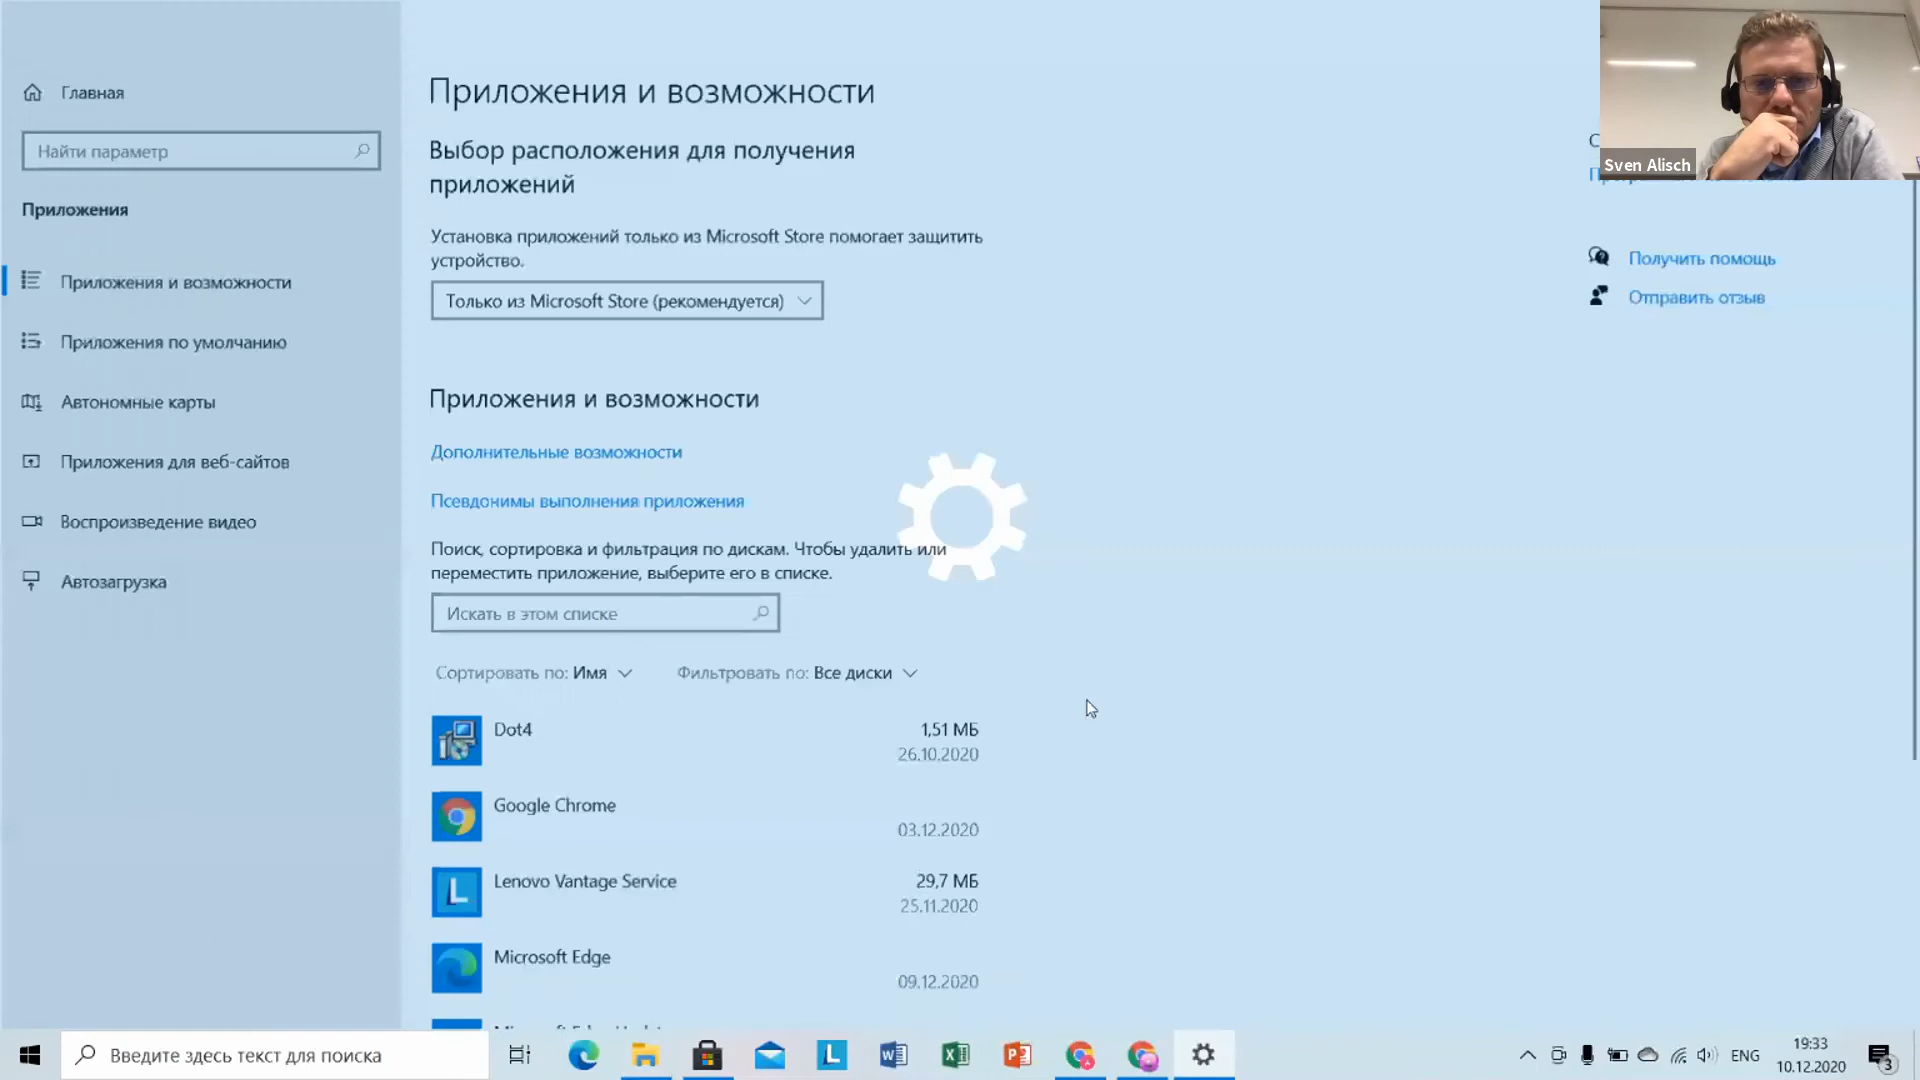 Главная
Найти параметр
Приложения
Приложения и возможности
Приложения по умолчанию
Автономные карты
Приложения для веб-сайтов
Воспроизведение видео
Автозагрузка
Приложения и возможности
Выбор расположения для получения
приложений
Установка приложений только из Microsoft Store помогает защитить
устройство.
Только из Microsoft Store (рекомендуется)
Приложения и возможности
Дополнительные возможности
Псевдонимы выполнения приложения
Поиск, сортировка и фильтрация по дискам. Чтобы удалить или
переместить приложение, выберите его в списке.
Искать в этом списке
Сортировать по: Имя Фильтровать по: Все диски
Dot4 1,51 МБ
26.10.2020
Google Chrome
03.12.2020
Lenovo Vantage Service 29,7 МБ
25.11.2020
Microsoft Edge
09.12.2020
Sven Alisch
Получить помощь
Отправить отзыв
Введите здесь текст для поиска
ENG
19:33
10.12.2020
3